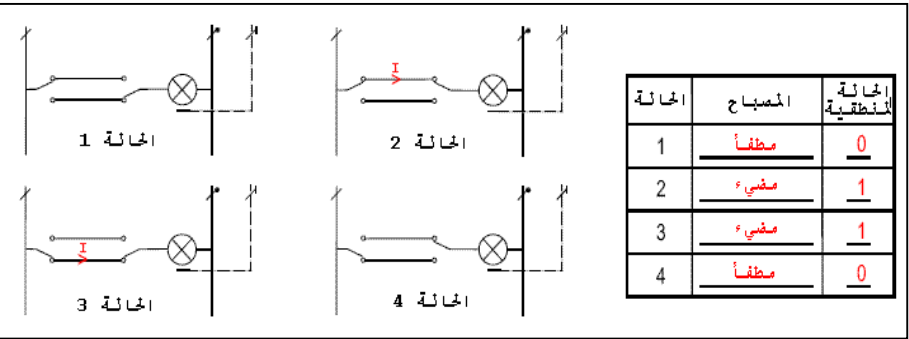 الحالة 1
I
الحالة 2
I
الحالة 3
الحالة 4
الحالة المصباح الحالة
المنطقية
1 مطفأ 0
2 مضيء 1
3 مضيء 1
4 مطفأ 0